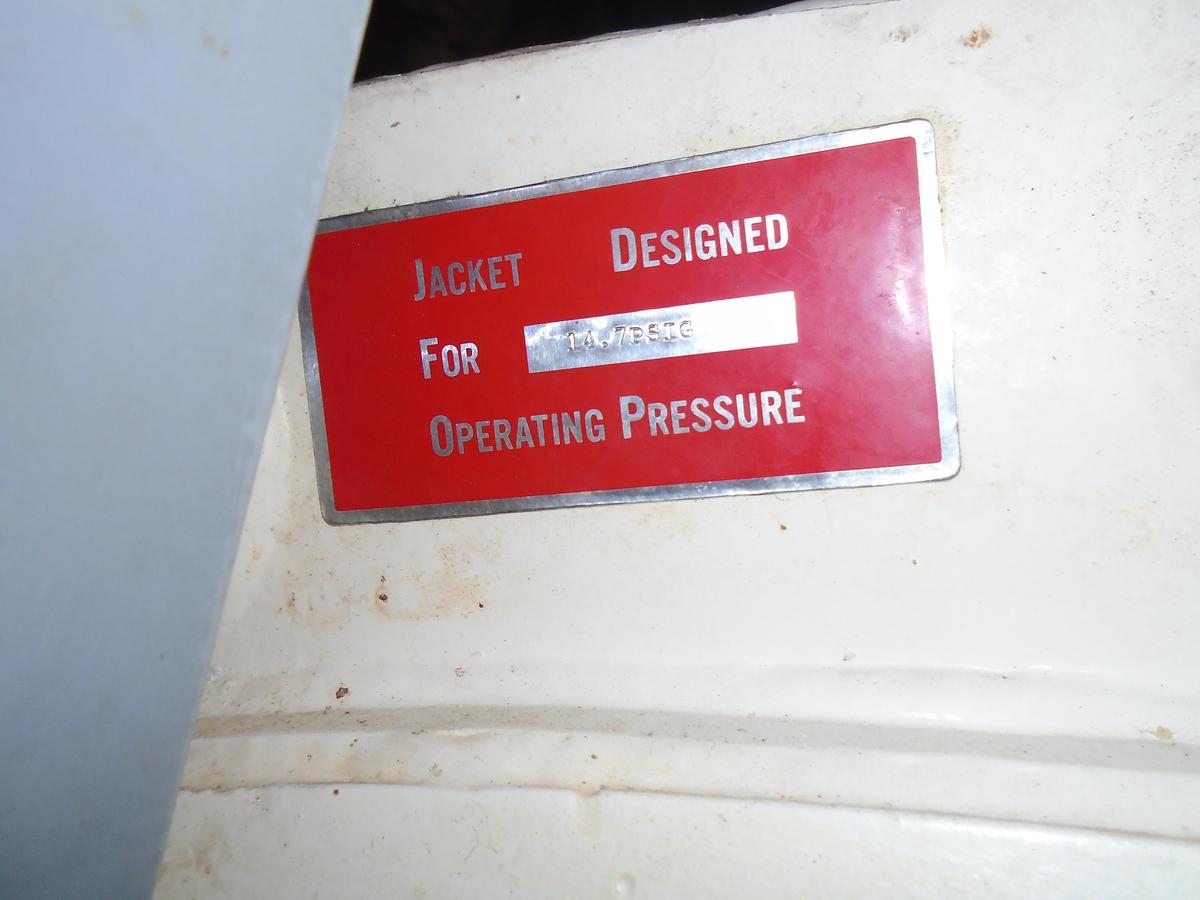 JACKET DESIGNED
FOR 14.7PSIG
OPERATING PRESSURE